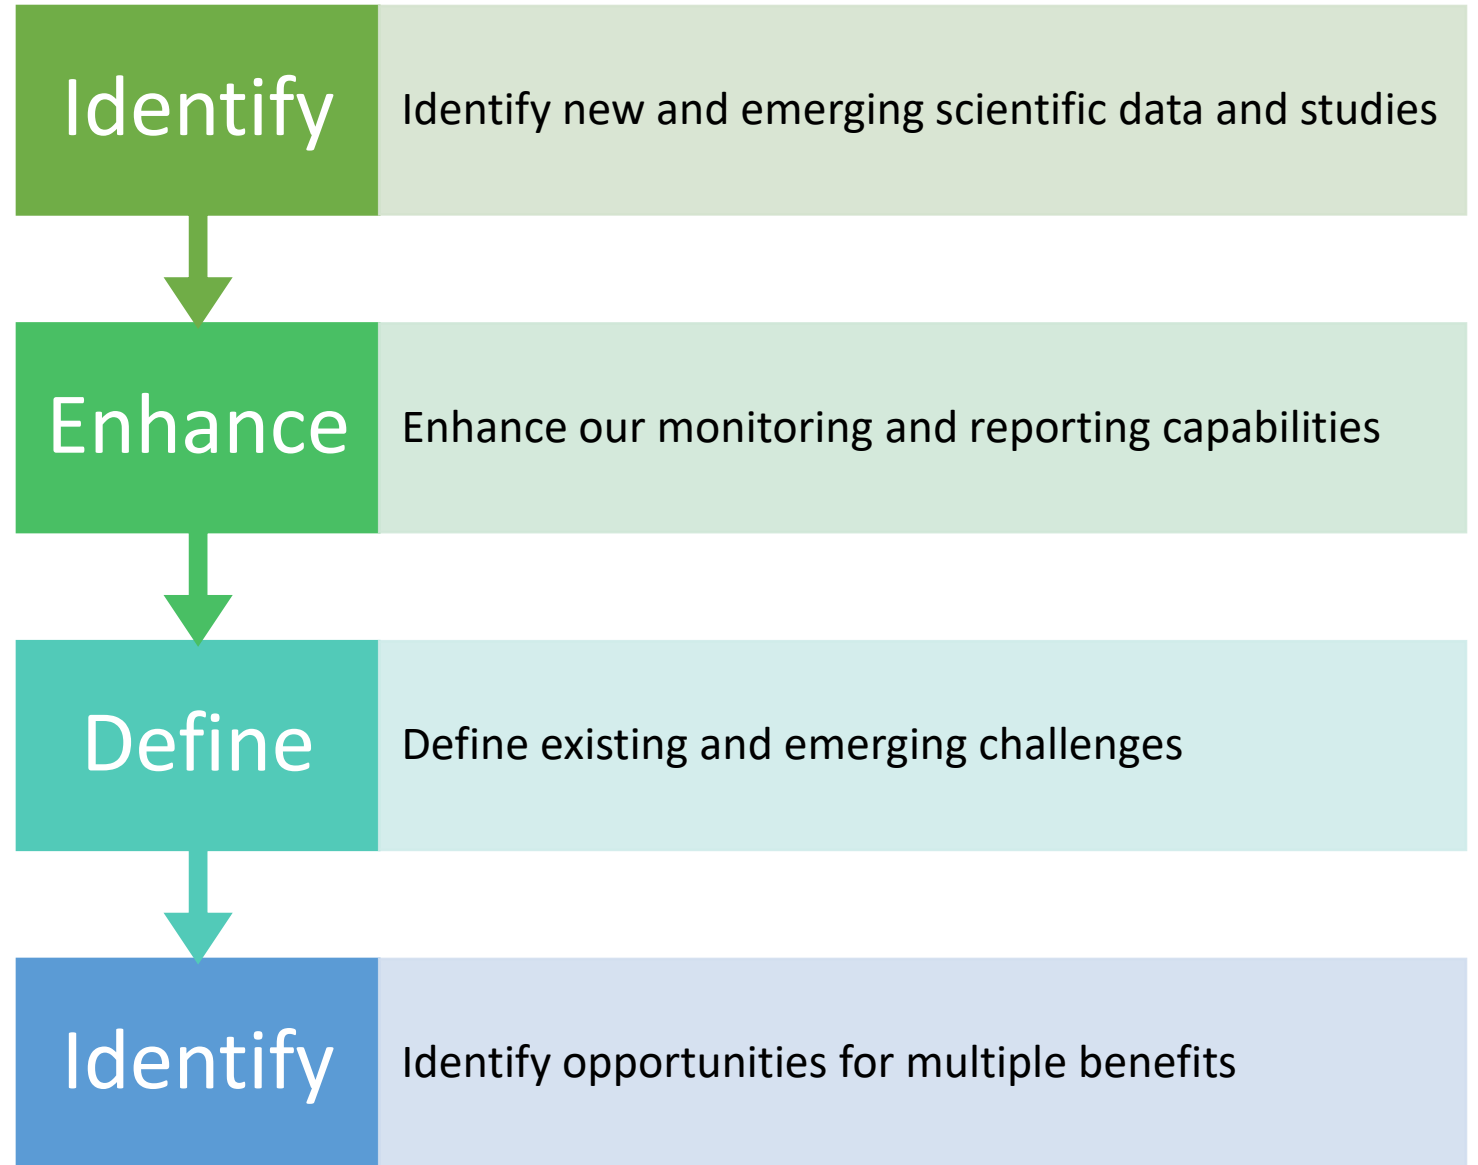 Identify
Identify new and emerging scientific data and studies
Enhance
Enhance our monitoring and reporting capabilities
Define
Define existing and emerging challenges
Identify
Identify opportunities for multiple benefits